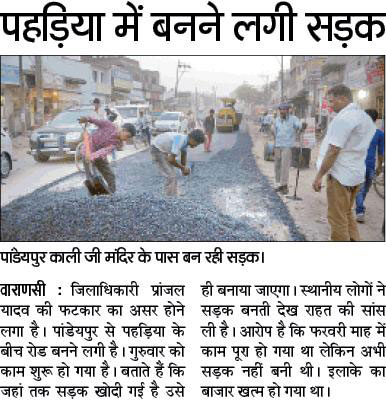 पहड़िया में बनने लगी सड़क
पांडेयपुर काली जी मंदिर के पास बन रही सड़क।
वाराणसी : जिलाधिकारी प्रांजल
यादव की फटकार का असर होने
लगा है। पांडेयपुर से पहड़िया के
बीच रोड बनने लगी है। गुरुवार को
काम शुरू हो गया है। बताते हैं कि
जहां तक सड़क खोदी गई है उसे
ही बनाया जाएगा। स्थानीय लोगों ने
सड़क बनती देख राहत की सांस
ली है। आरोप है कि फरवरी माह में
काम पूरा हो गया था लेकिन अभी
सड़क नहीं बनी थी। इलाके का
बाजार खत्म हो गया था।